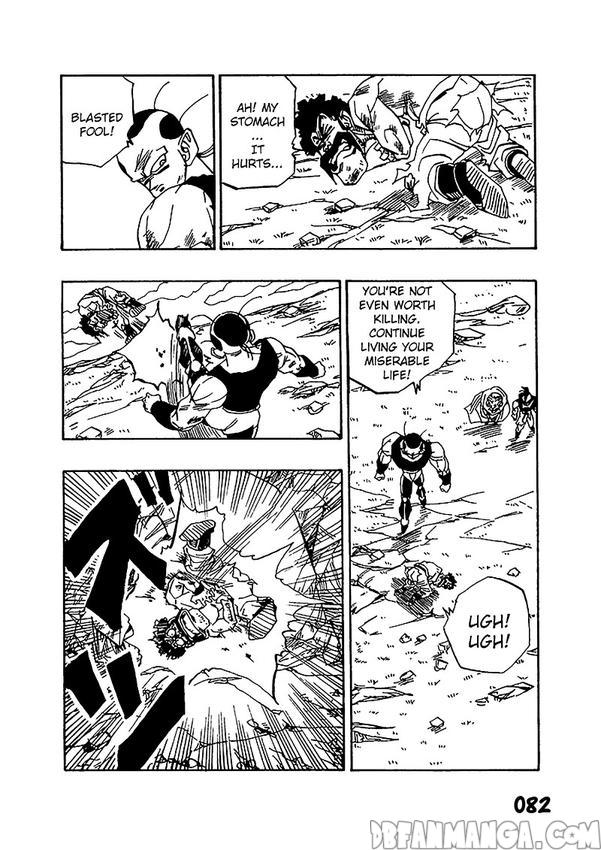 BLASTED
FOOL!
AH! MY
STOMACH
...
IT
HURTS...
YOU'RE NOT
EVEN WORTH
KILLING.
CONTINUE
LIVING YOUR
MISERABLE
LIFE!
UGH!
UGH!
082
DBFANMANGA.COM